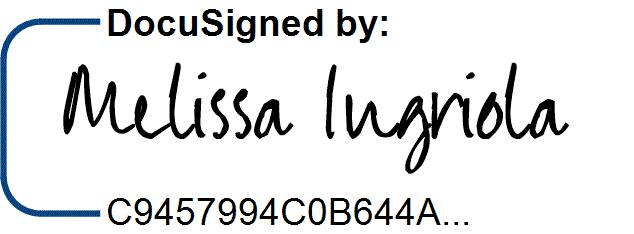 DocuSigned by:
Melissa Ingriola
C9457994C0B644A...